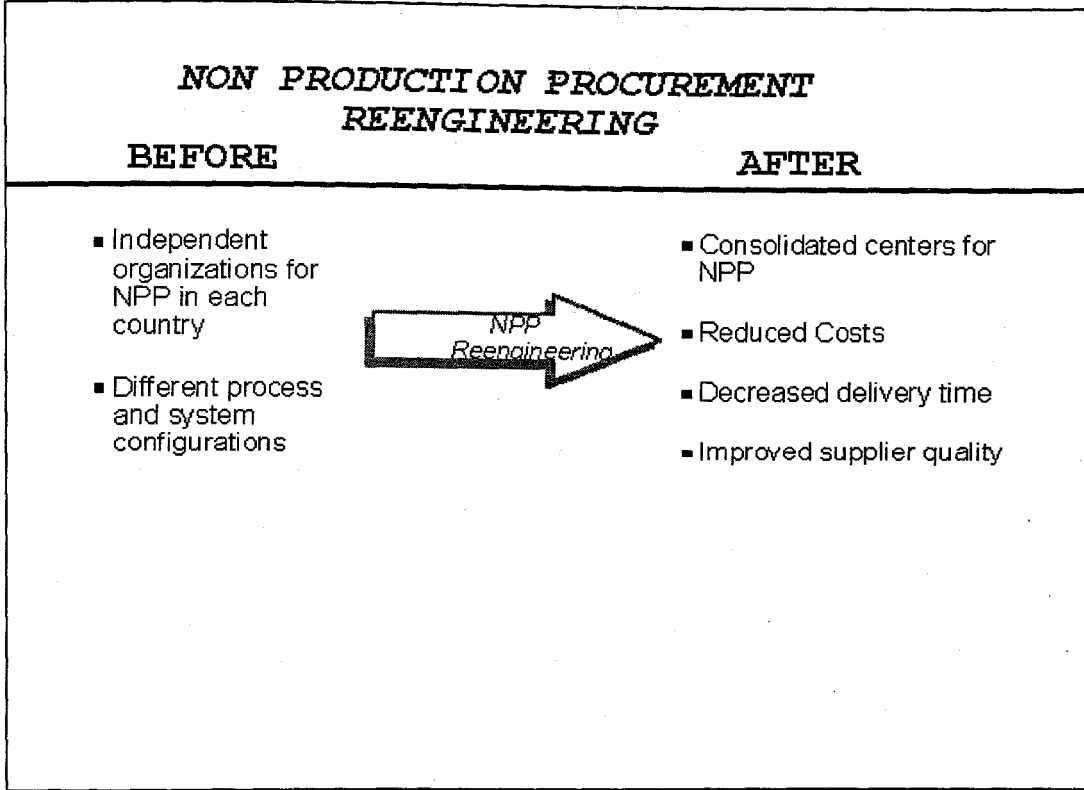 NON PRODUCTION PROCUREMENT
REENGINEERING
BEFORE
AFTER
▪ Independent
organizations for
NPP in each
country
▪ Different process
and system
configurations
NPP
Reengineering
▪ Consolidated centers for
NPP
▪ Reduced Costs
▪ Decreased delivery time
▪ Improved supplier quality